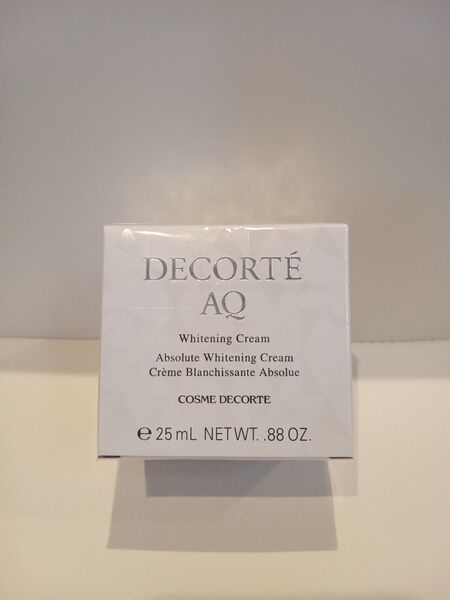 DECORTÉ
AQ
Whitening Cream
Absolute Whitening Cream
Crème Blanchissante Absolue
COSME DECORTE
℮ 25 mL NET WT. .88 OZ.